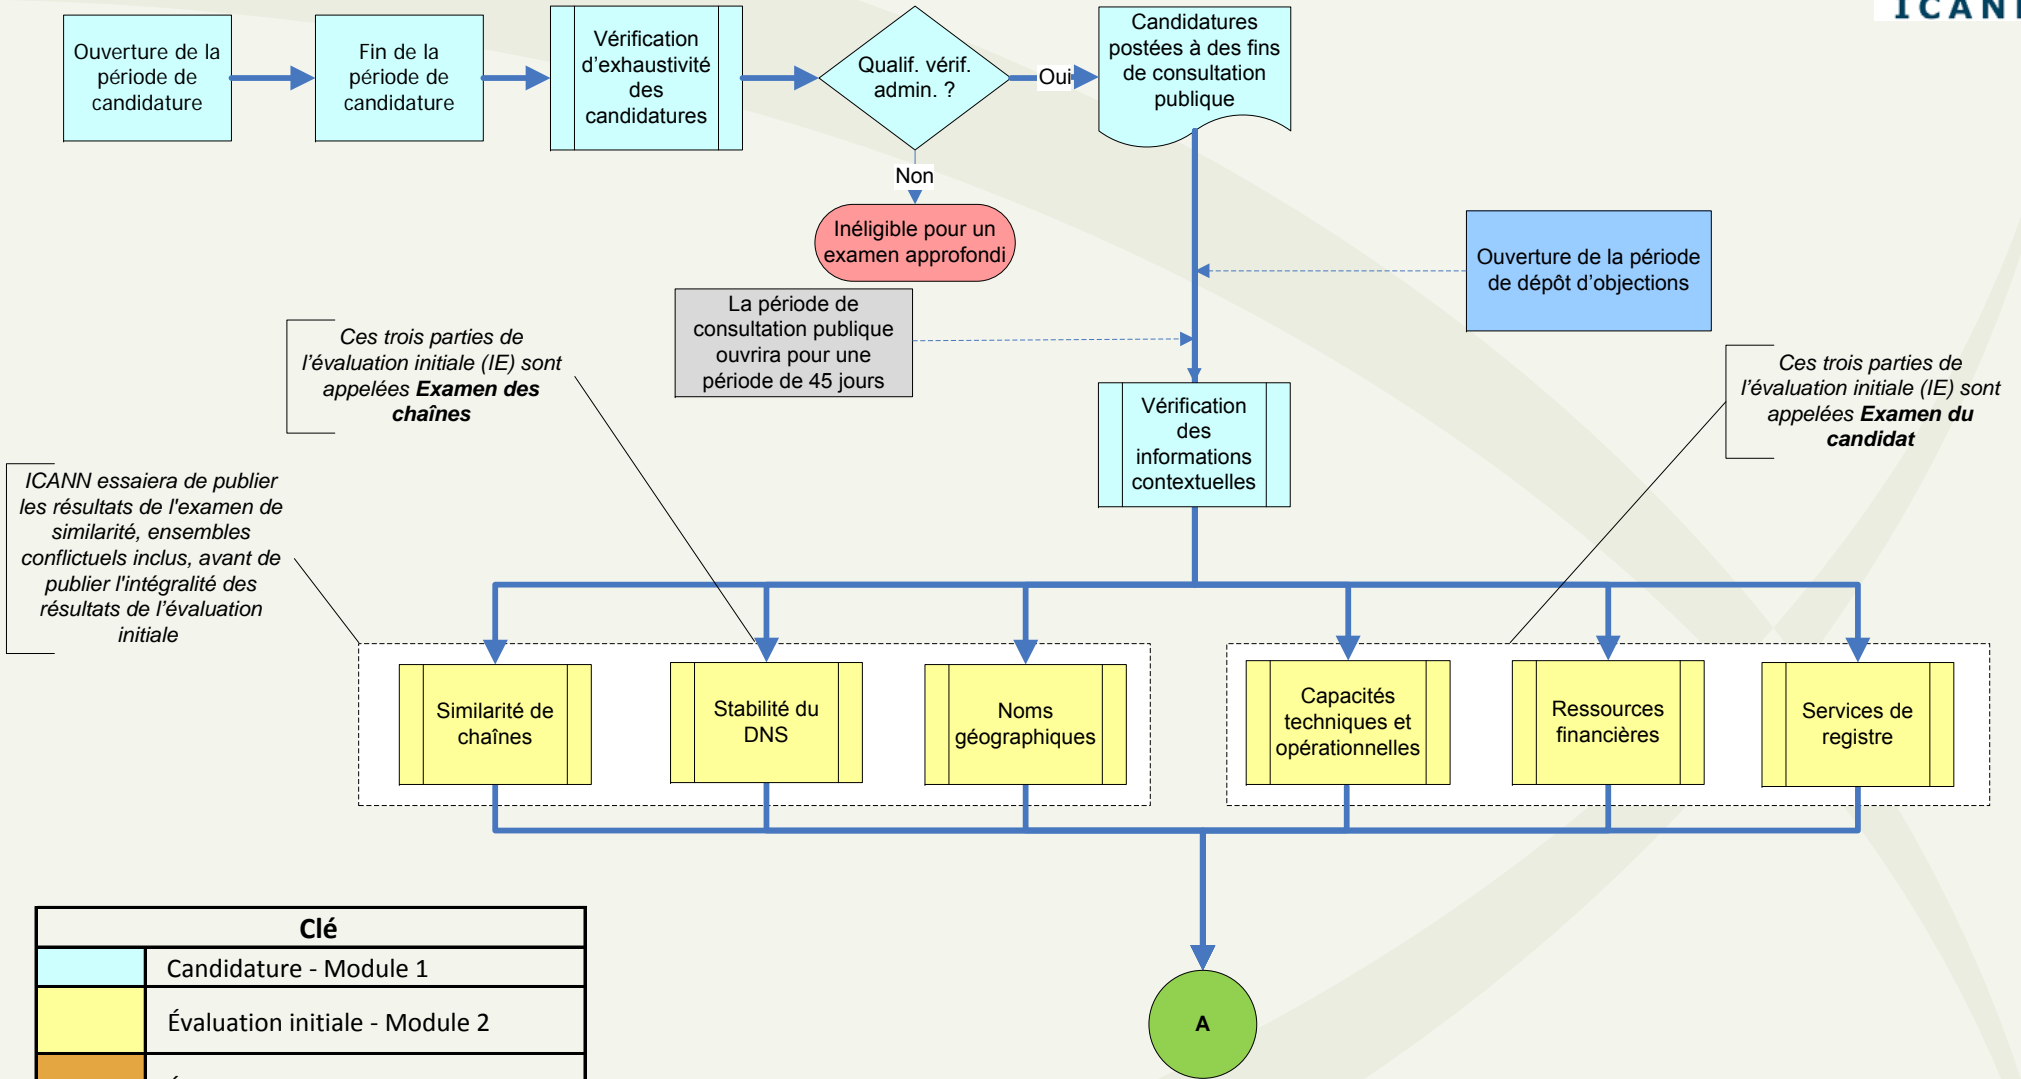 ICAN
Ouverture de la
période de
candidature
Fin de la
période de
candidature
Vérification
d'exhaustivité
des
candidatures
Qualif. vérif.
admin. ?
Oui
Candidatures
postées à des fins
de consultation
publique
Non
Inéligible pour un
examen approfondi
Ouverture de la période
de dépôt d'objections
La période de
consultation publique
ouvrira pour une
période de 45 jours
Ces trois parties de
l'évaluation initiale (IE) sont
appelées Examen des
chaînes
Ces trois parties de
l'évaluation initiale (IE) sont
appelées Examen du
candidat
Vérification
des
informations
contextuelles
ICANN essaiera de publier
les résultats de l'examen de
similarité, ensembles
conflictuels inclus, avant de
publier l'intégralité des
résultats de l'évaluation
initiale
Similarité de
chaînes
Stabilité du
DNS
Noms
géographiques
Capacités
techniques et
opérationnelles
Ressources
financières
Services de
registre
A
Clé
Candidature - Module 1
Évaluation initiale - Module 2